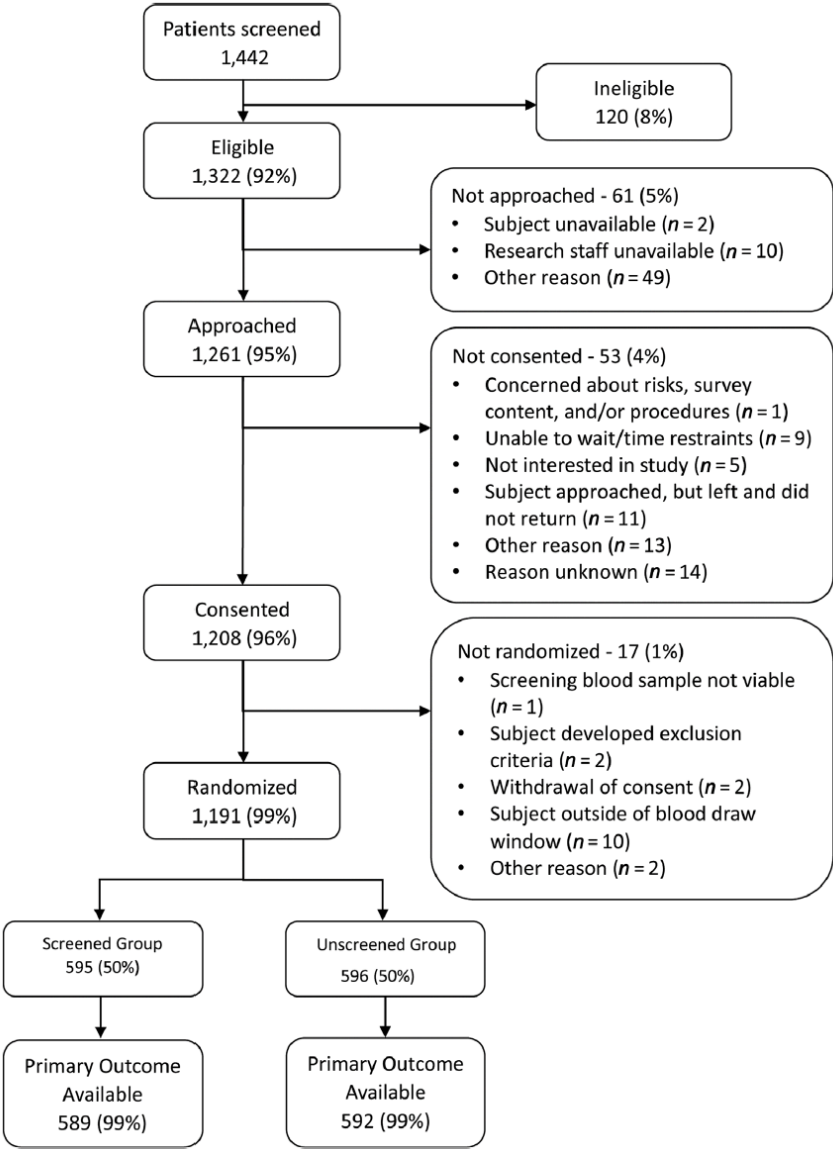 Patients screened
1,442
Ineligible
120 (8%)
Eligible
1,322 (92%)
Not approached - 61 (5%)
• Subject unavailable (n = 2)
• Research staff unavailable (n = 10)
• Other reason (n = 49)
Approached
1,261 (95%)
Not consented - 53 (4%)
• Concerned about risks, survey
content, and/or procedures (n = 1)
• Unable to wait/time restraints (n = 9)
• Not interested in study (n = 5)
• Subject approached, but left and did
not return (n = 11)
• Other reason (n = 13)
• Reason unknown (n = 14)
Consented
1,208 (96%)
Not randomized - 17 (1%)
• Screening blood sample not viable
(n = 1)
• Subject developed exclusion
criteria (n = 2)
• Withdrawal of consent (n = 2)
• Subject outside of blood draw
window (n = 10)
• Other reason (n = 2)
Randomized
1,191 (99%)
Screened Group
595 (50%)
Unscreened Group
596 (50%)
Primary Outcome
Available
589 (99%)
Primary Outcome
Available
592 (99%)